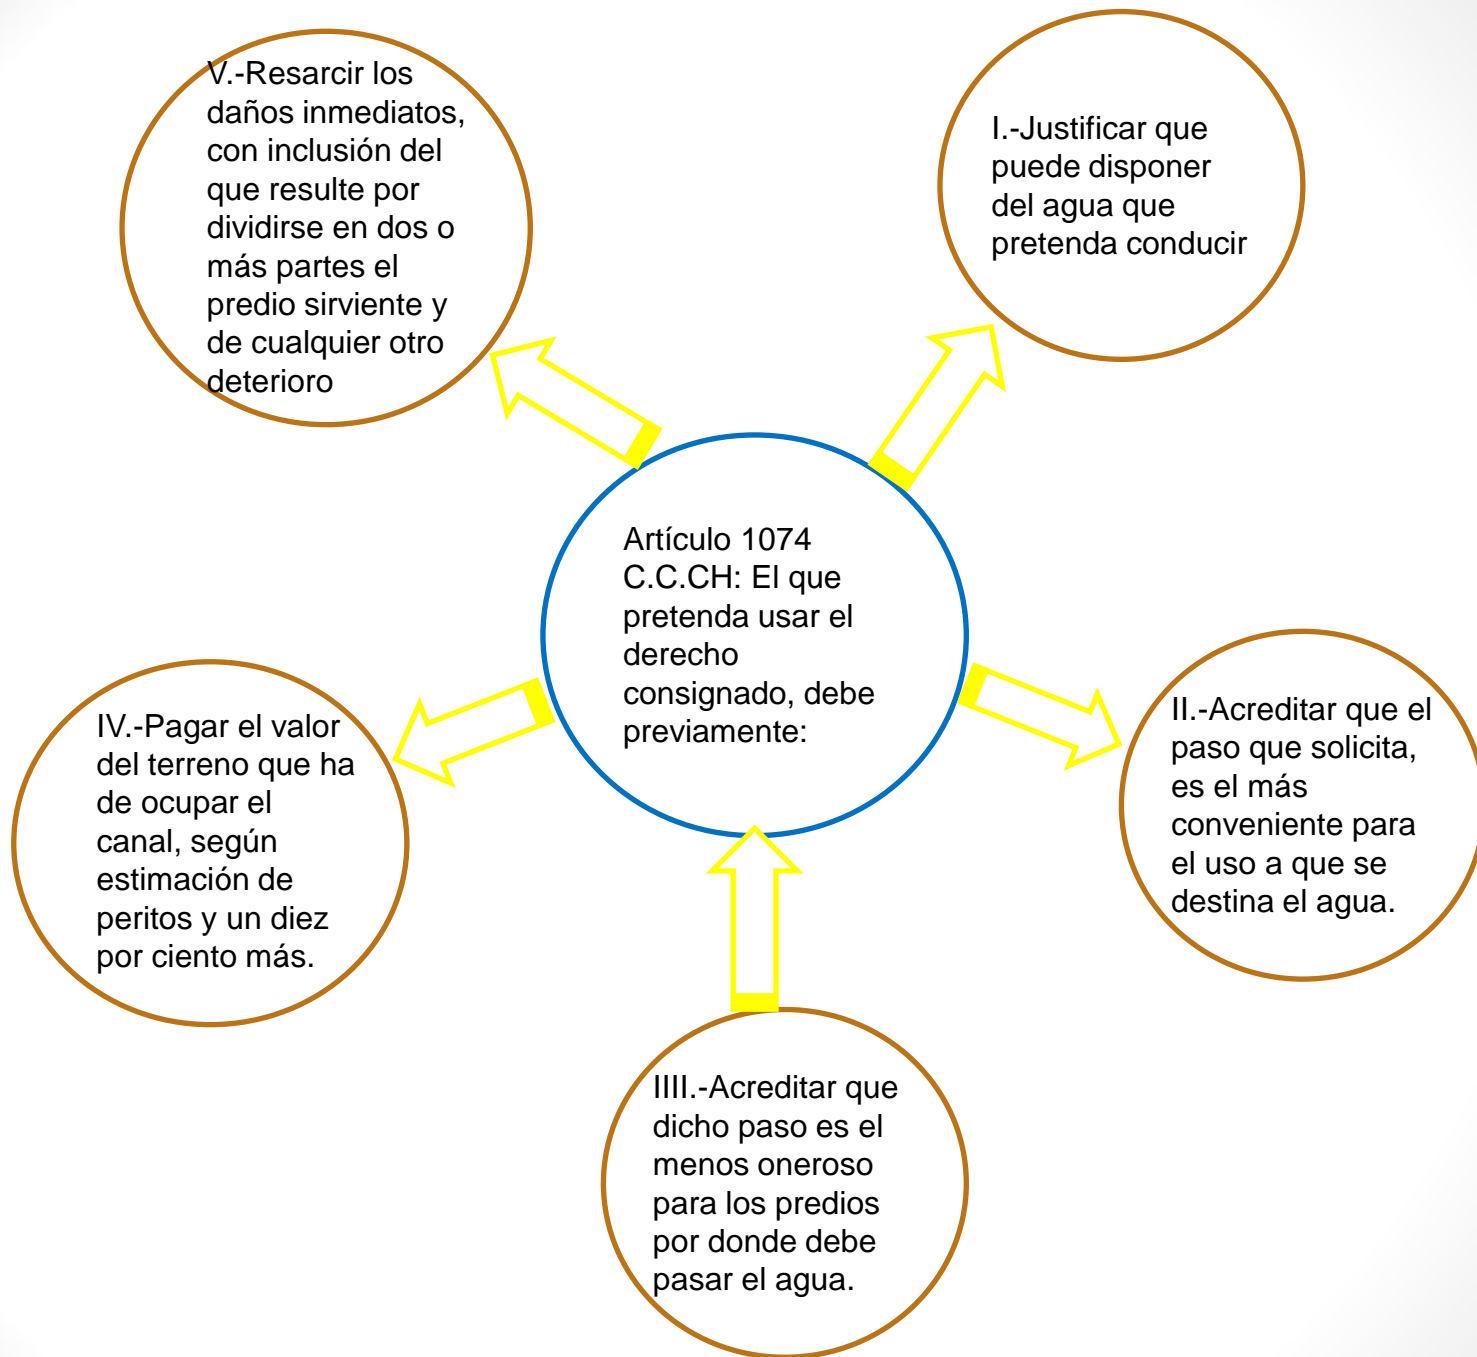 V.-Resarcir los
daños inmediatos,
con inclusión del
que resulte por
dividirse en dos o
más partes el
predio sirviente y
de cualquier otro
deterioro
I.-Justificar que
puede disponer
del agua que
pretenda conducir
Artículo 1074
C.C.CH: El que
pretenda usar el
derecho
consignado, debe
previamente:
IV.-Pagar el valor
del terreno que ha
de ocupar el
canal, según
estimación de
peritos y un diez
por ciento más.
II.-Acreditar que el
paso que solicita,
es el más
conveniente para
el uso a que se
destina el agua.
IIII.-Acreditar que
dicho paso es el
menos oneroso
para los predios
por donde debe
pasar el agua.